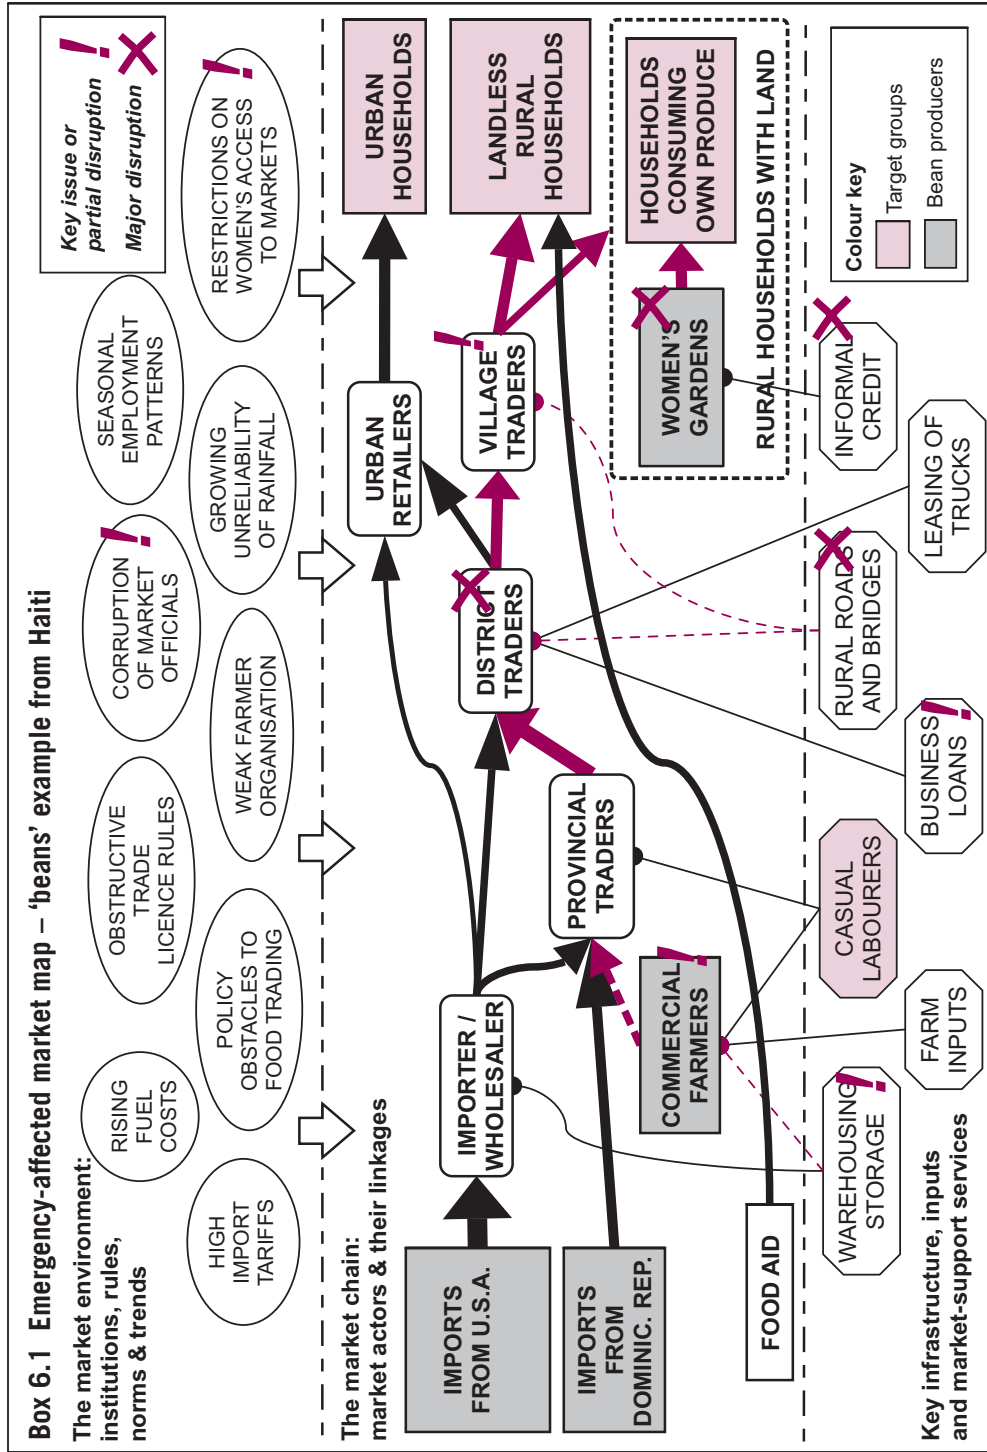 Box 6.1 Emergency-affected market map – ‘beans’ example from Haiti
The market environment:
institutions, rules,
norms & trends
HIGH
IMPORT
TARIFFS
RISING
FUEL
COSTS
POLICY
OBSTACLES TO
FOOD TRADING
OBSTRUCTIVE
TRADE
LICENCE RULES
WEAK FARMER
ORGANISATION
CORRUPTION
OF MARKET
OFFICIALS
!
GROWING
UNRELIABILITY
OF RAINFALL
SEASONAL
EMPLOYMENT
PATTERNS
RESTRICTIONS ON
WOMEN’S ACCESS
TO MARKETS
!
Key issue or
partial disruption !
Major disruption
The market chain:
market actors & their linkages
IMPORTS
FROM U.S.A.
IMPORTS
FROM
DOMINIC. REP.
FOOD AID
IMPORTER /
WHOLESALER
COMMERCIAL
FARMERS
!
PROVINCIAL
TRADERS
DISTRICT
TRADERS
URBAN
RETAILERS
VILLAGE
TRADERS
!
WOMEN’S
GARDENS
URBAN
HOUSEHOLDS
LANDLESS
RURAL
HOUSEHOLDS
HOUSEHOLDS
CONSUMING
OWN PRODUCE
RURAL HOUSEHOLDS WITH LAND
Key infrastructure, inputs
and market-support services
WAREHOUSING
STORAGE
!
FARM
INPUTS
CASUAL
LABOURERS
BUSINESS
LOANS
!
RURAL ROADS
AND BRIDGES
LEASING OF
TRUCKS
INFORMAL
CREDIT
Colour key
Target groups
Bean producers